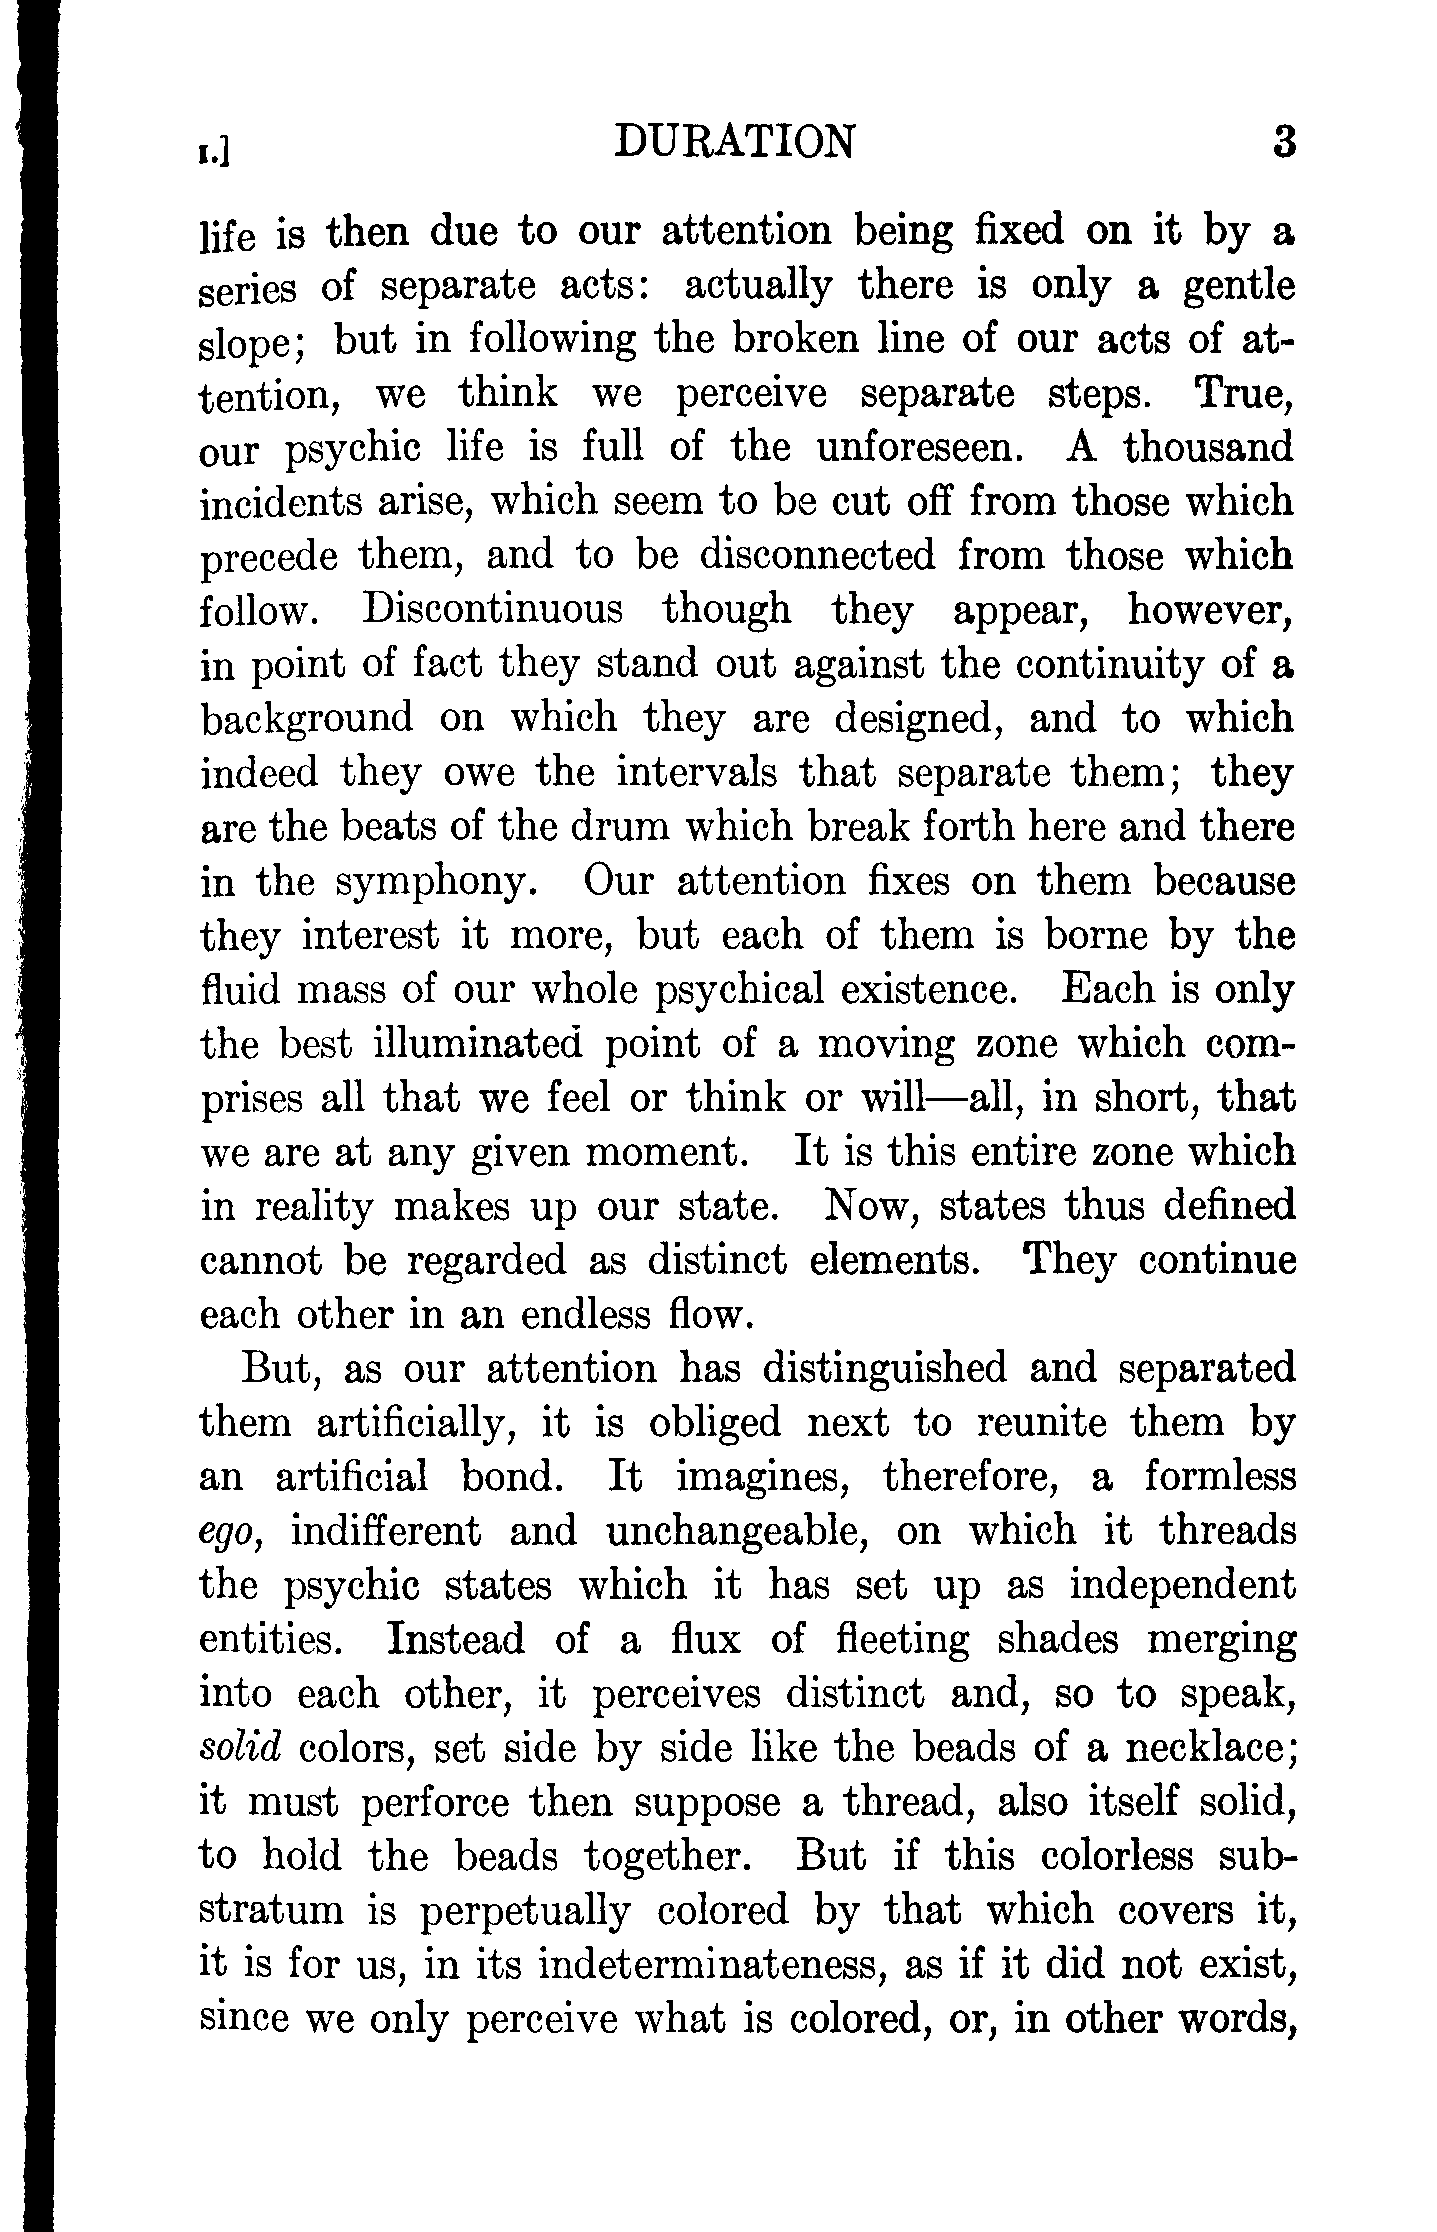 I.] DURATION 3
life is then due to our attention being fixed on it by a
series of separate acts: actually there is only a gentle
slope; but in following the broken line of our acts of at-
tention, we think we perceive separate steps. True,
our psychic life is full of the unforeseen. A thousand
incidents arise, which seem to be cut off from those which
precede them, and to be disconnected from those which
follow. Discontinuous though they appear, however,
in point of fact they stand out against the continuity of a
background on which they are designed, and to which
indeed they owe the intervals that separate them; they
are the beats of the drum which break forth here and there
in the symphony. Our attention fixes on them because
they interest it more, but each of them is borne by the
fluid mass of our whole psychical existence. Each is only
the best illuminated point of a moving zone which com-
prises all that we feel or think or will—all, in short, that
we are at any given moment. It is this entire zone which
in reality makes up our state. Now, states thus defined
cannot be regarded as distinct elements. They continue
each other in an endless flow.
But, as our attention has distinguished and separated
them artificially, it is obliged next to reunite them by
an artificial bond. It imagines, therefore, a formless
ego, indifferent and unchangeable, on which it threads
the psychic states which it has set up as independent
entities. Instead of a flux of fleeting shades merging
into each other, it perceives distinct and, so to speak,
solid colors, set side by side like the beads of a necklace;
it must perforce then suppose a thread, also itself solid,
to hold the beads together. But if this colorless sub-
stratum is perpetually colored by that which covers it,
it is for us, in its indeterminateness, as if it did not exist,
since we only perceive what is colored, or, in other words,